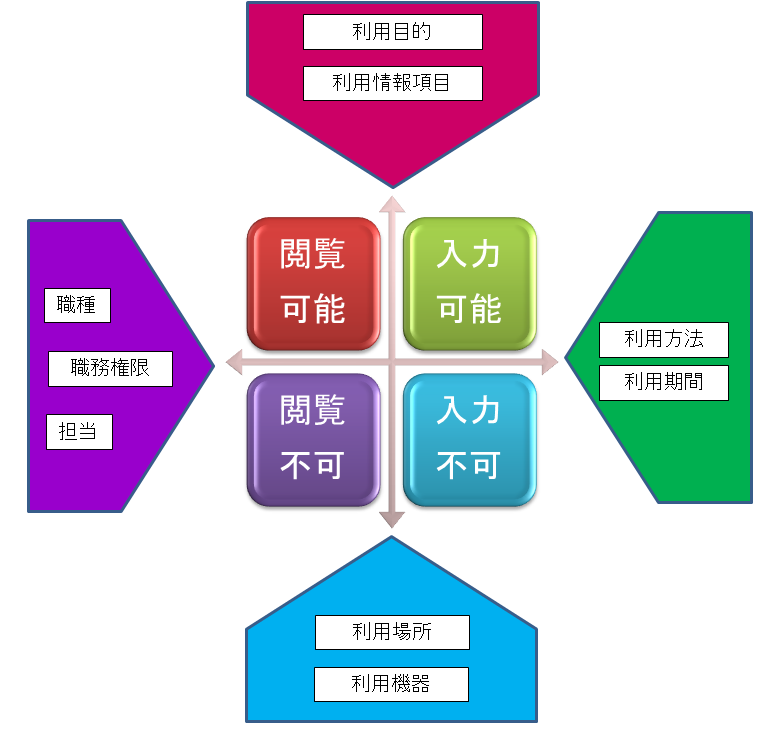 利用目的
利用情報項目
閲覧
可能
入力
可能
職種
職務権限
担当
利用方法
利用期間
閲覧
不可
入力
不可
利用場所
利用機器